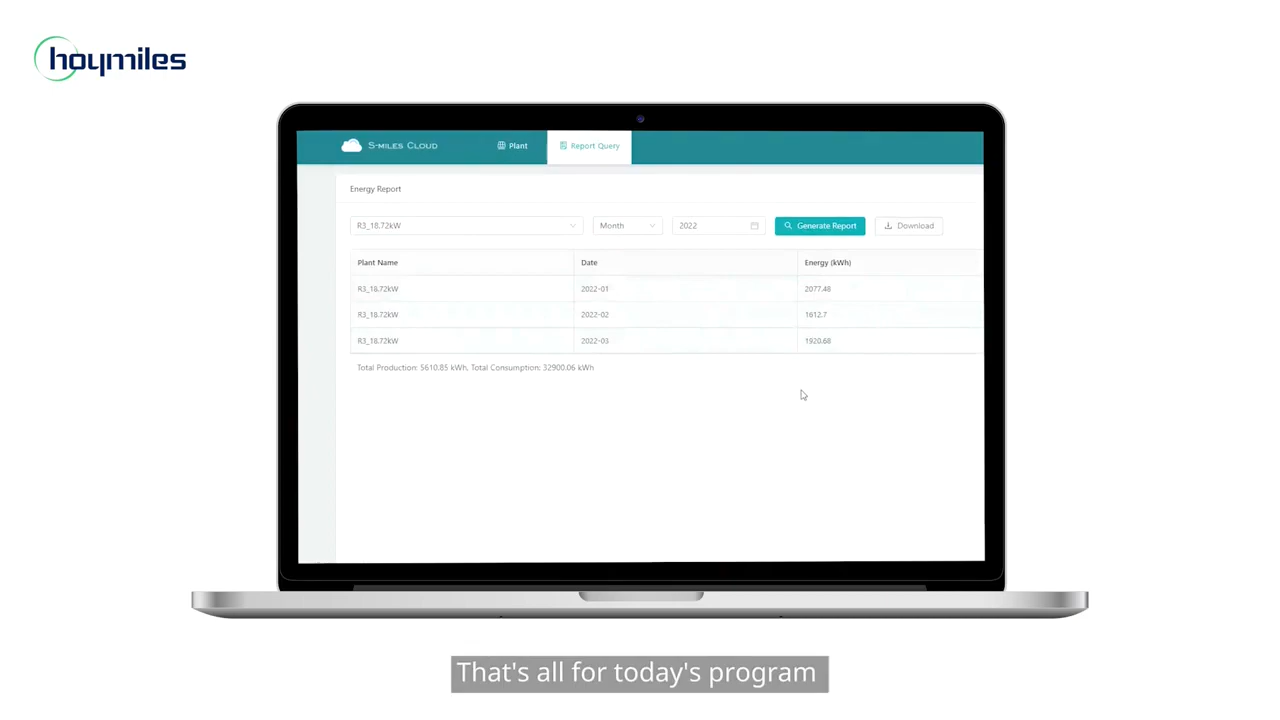 hoymiles
S-MILES CLOUD Plant Report Query
Energy Report
R3_18.72kW Month 2022 Generate Report Download
Plant Name Date Energy (kWh)
R3_18.72kW 2022-01 2077.48
R3_18.72kW 2022-02 1612.7
R3_18.72kW 2022-03 1920.68
Total Production: 5610.85 kWh, Total Consumption: 32900.06 kWh
That's all for today's program